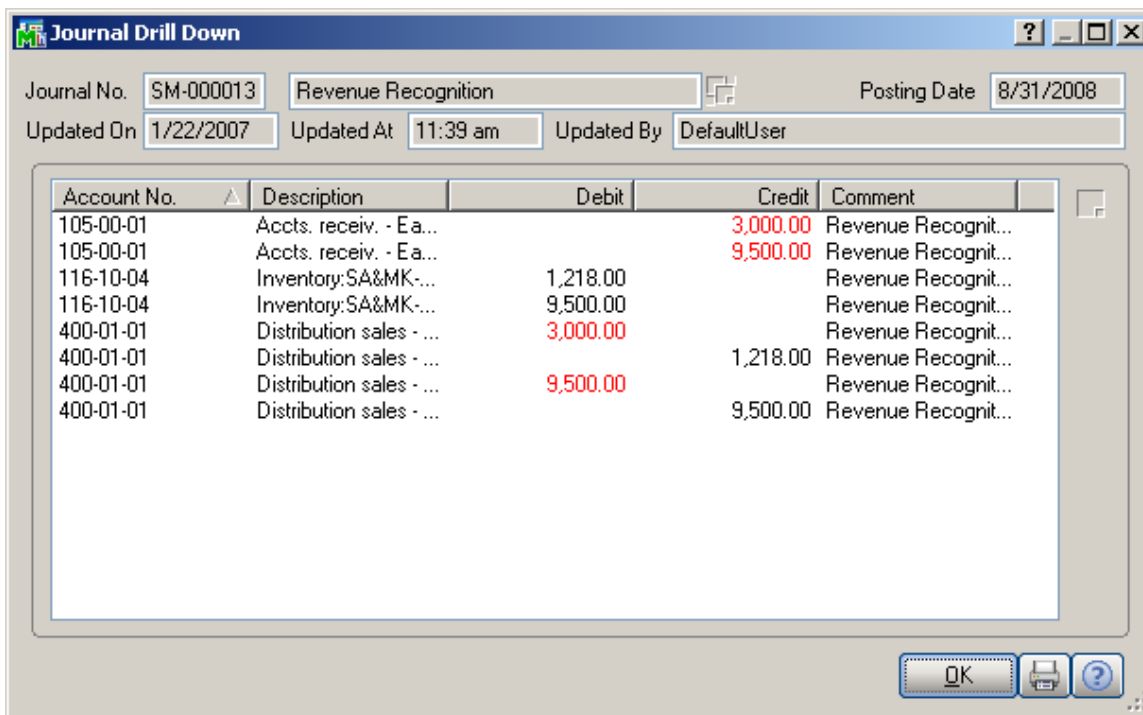 Journal Drill Down
Journal No. SM-000013 Revenue Recognition Posting Date 8/31/2008
Updated On 1/22/2007 Updated At 11:39 am Updated By DefaultUser
Account No. Description Debit Credit Comment
105-00-01 Accts. receiv. - Ea... 3,000.00 Revenue Recognit...
105-00-01 Accts. receiv. - Ea... 9,500.00 Revenue Recognit...
116-10-04 Inventory:SA&MK-... 1,218.00 Revenue Recognit...
116-10-04 Inventory:SA&MK-... 9,500.00 Revenue Recognit...
400-01-01 Distribution sales - ... 3,000.00 Revenue Recognit...
400-01-01 Distribution sales - ... 1,218.00 Revenue Recognit...
400-01-01 Distribution sales - ... 9,500.00 Revenue Recognit...
400-01-01 Distribution sales - ... 9,500.00 Revenue Recognit...
OK